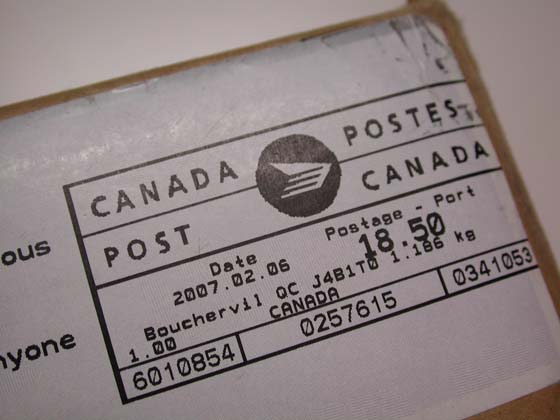 CANADA POSTES
POST CANADA
ous
nyone
Date Postage - Port
2007.02.06 18.50
Bouchervil QC J4B1T0 1.186 kg
1.00 CANADA
6010854 0257615 0341053